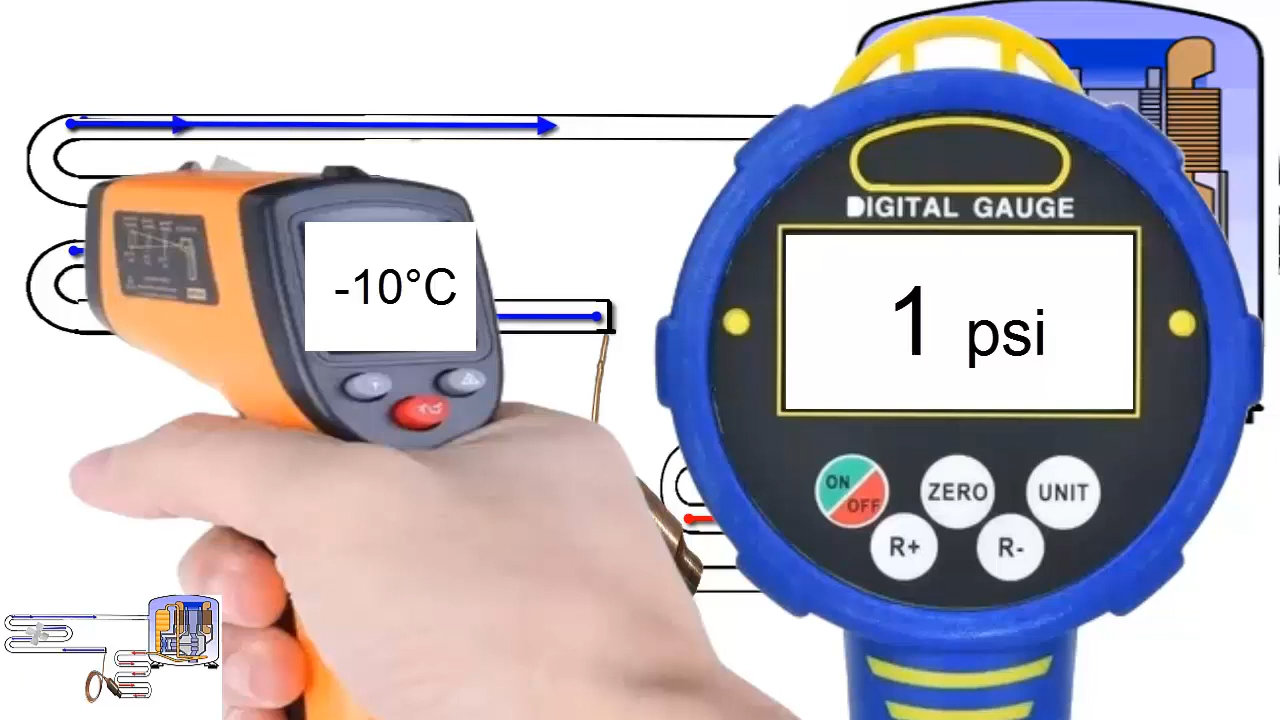 DIGITAL GAUGE
-10°C
1 psi
ON
OFF
ZERO
UNIT
R+
R-